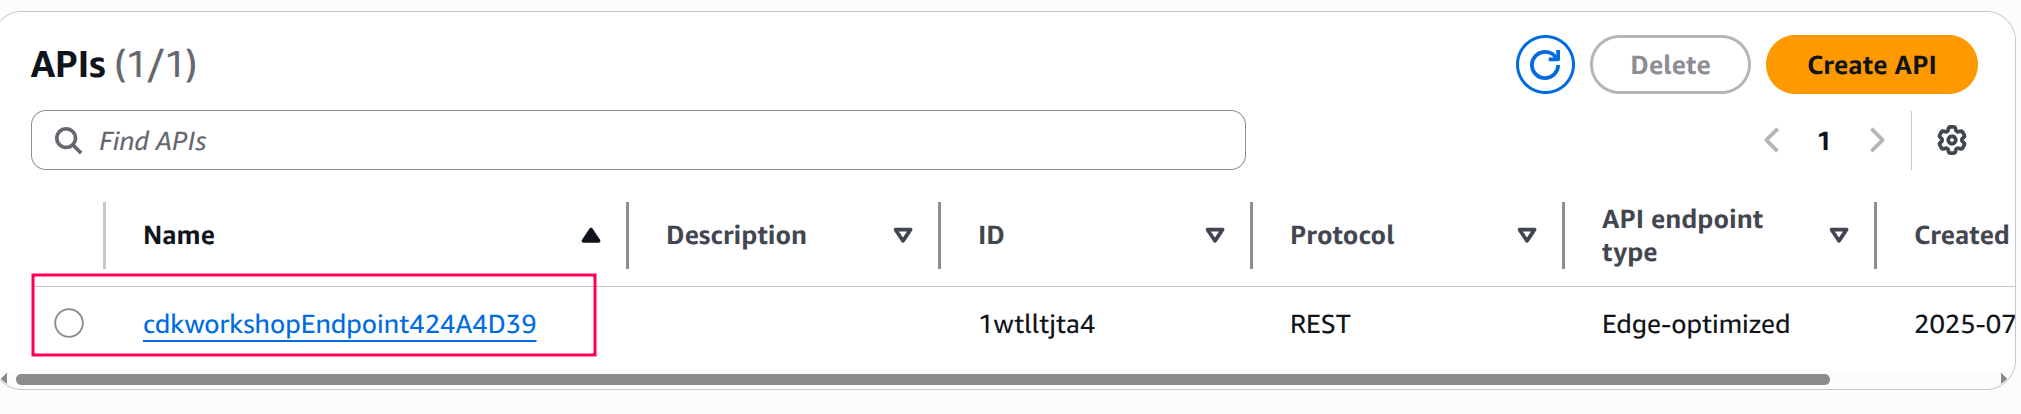 APIs (1/1)
Delete
Create API
Find APIs
1
Name
Description
ID
Protocol
API endpoint
type
Created
cdkworkshopEndpoint424A4D39
1wtlltjta4
REST
Edge-optimized
2025-07